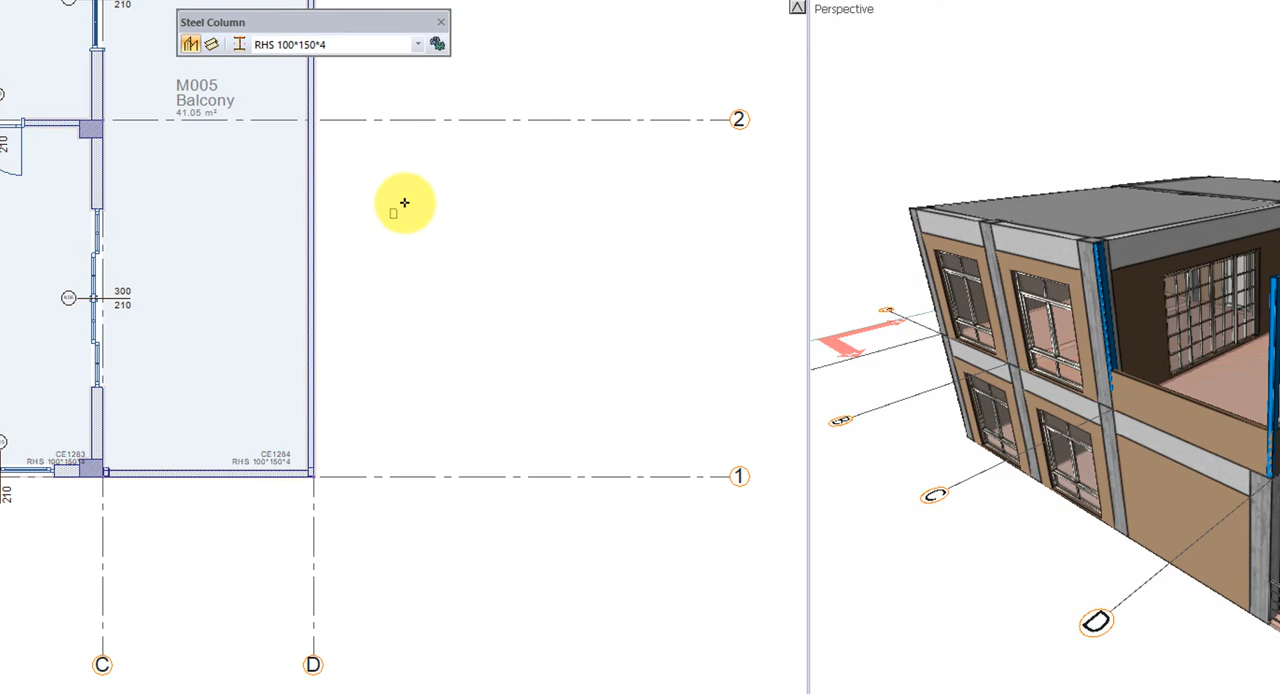 210
Steel Column
RHS 100*150*4
M005
Balcony
41.05 m²
2
210
300
210
CE1283
RHS 100*150*4
CE1284
RHS 100*150*4
1
210
C
D
Perspective
C
D